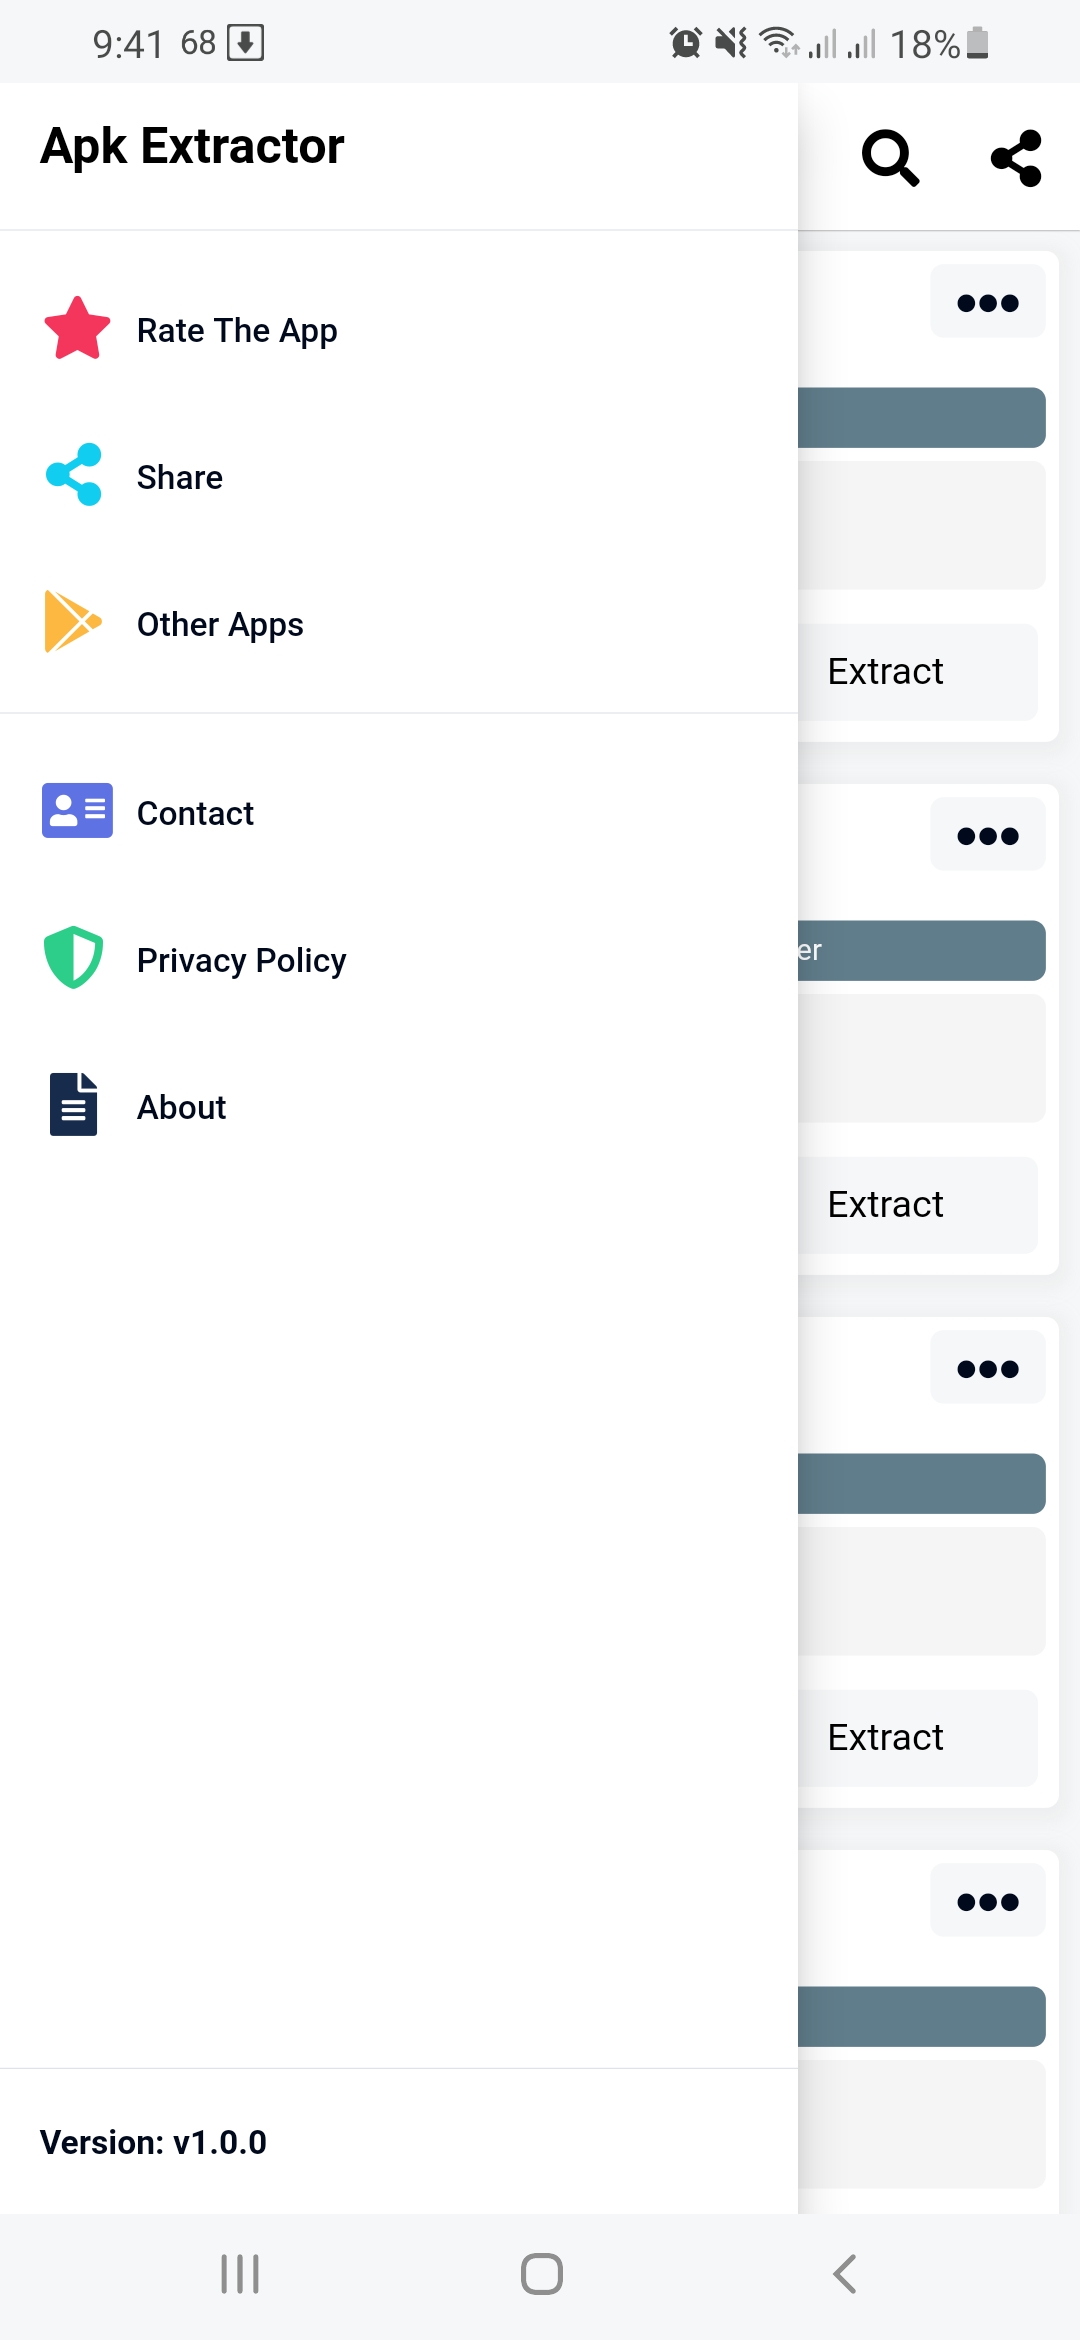 9:41 68 18%
Apk Extractor
Rate The App
Share
Other Apps
Extract
Contact
er
Privacy Policy
About
Extract
Extract
Version: v1.0.0